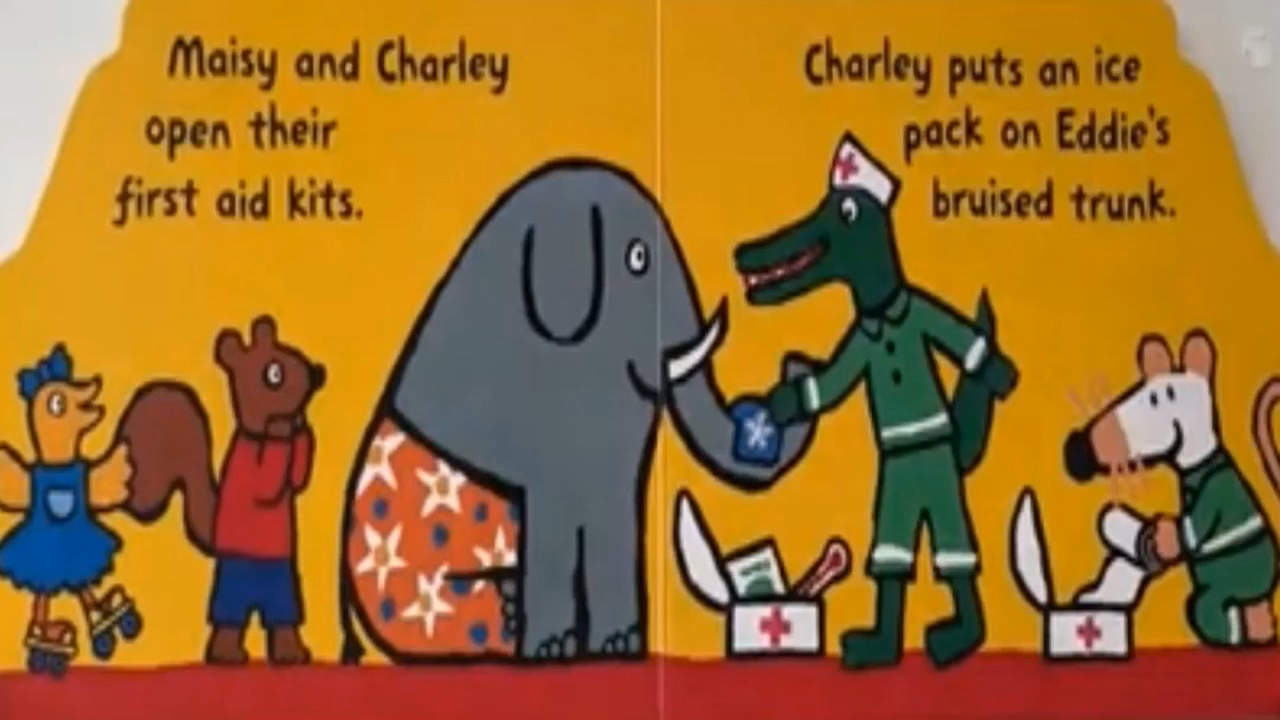 Maisy and Charley
open their
first aid kits.
Charley puts an ice
pack on Eddie's
bruised trunk.